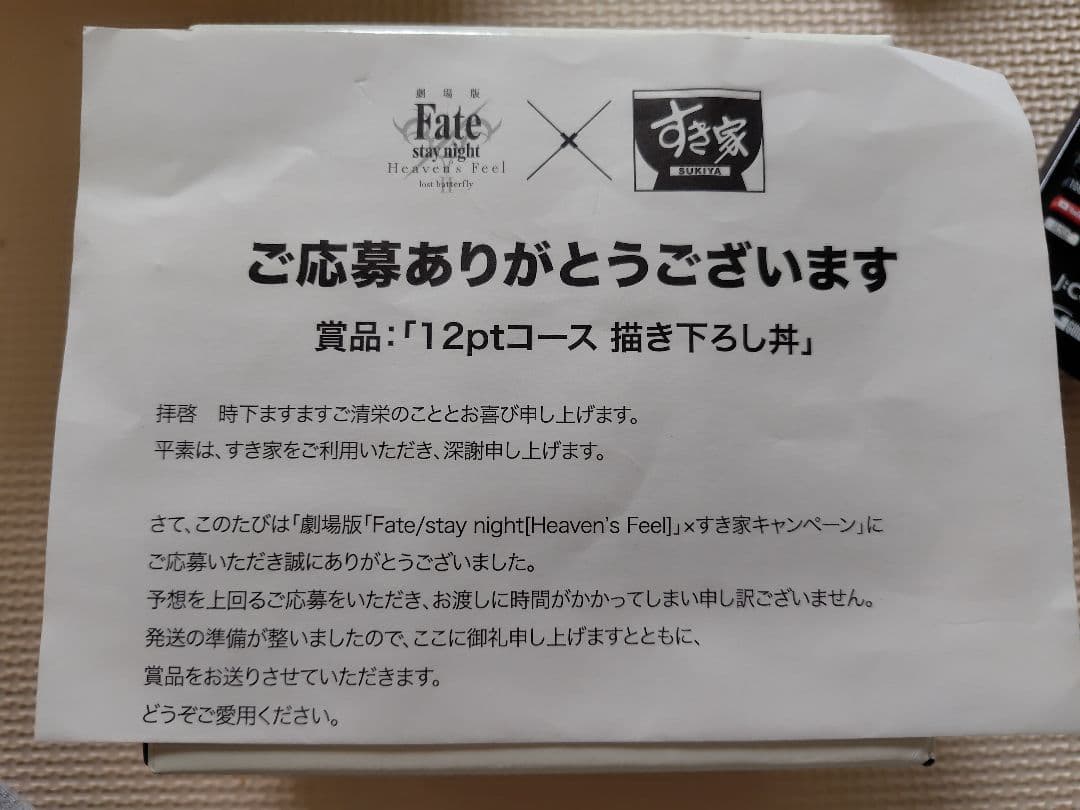 劇場版
Fate
stay night
Heaven's Feel
II
lost butterfly
すき家
SUKIYA
ご応募ありがとうございます
賞品:「12ptコース 描き下ろし丼」
拝啓　時下ますますご清栄のこととお喜び申し上げます。
平素は、すき家をご利用いただき、深謝申し上げます。
さて、このたびは「劇場版「Fate/stay night[Heaven's Feel]」×すき家キャンペーン」に
ご応募いただき誠にありがとうございました。
予想を上回るご応募をいただき、お渡しに時間がかかってしまい申し訳ございません。
発送の準備が整いましたので、ここに御礼申し上げますとともに、
賞品をお送りさせていただきます。
どうぞご愛用ください。